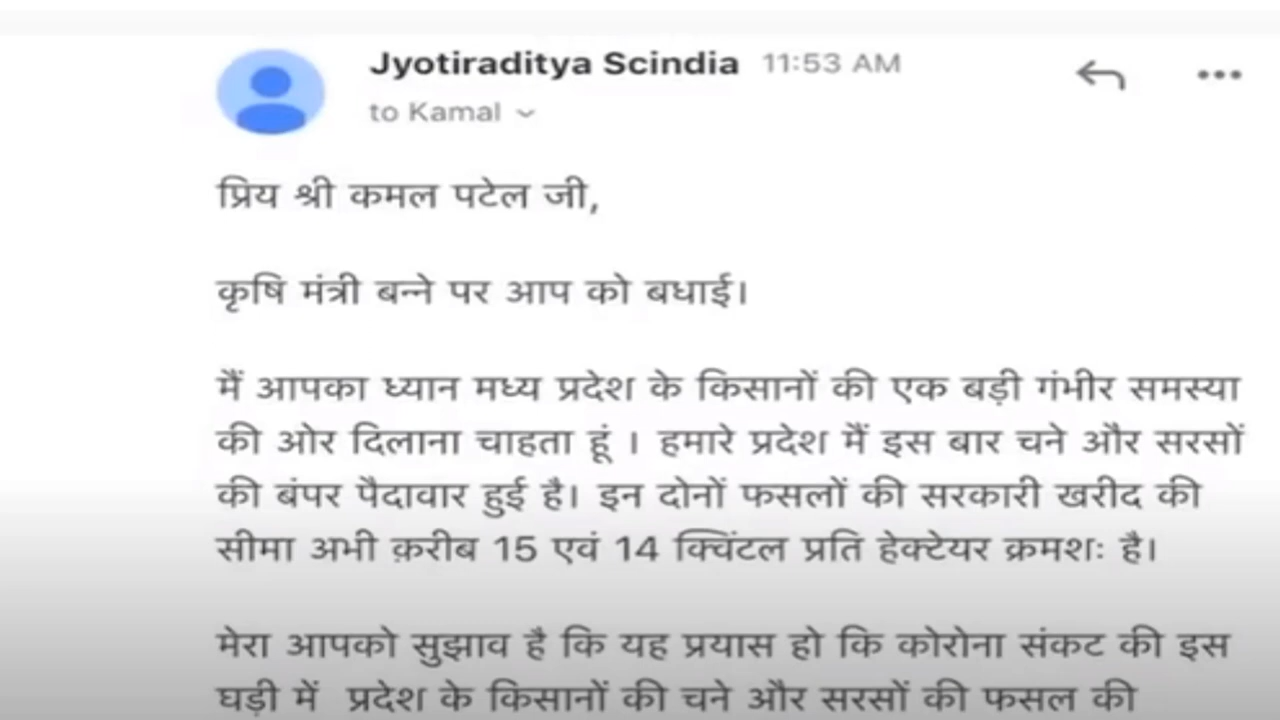 Jyotiraditya Scindia 11:53 AM
to Kamal
प्रिय श्री कमल पटेल जी,
कृषि मंत्री बन्ने पर आप को बधाई।
मैं आपका ध्यान मध्य प्रदेश के किसानों की एक बड़ी गंभीर समस्या
की ओर दिलाना चाहता हूं । हमारे प्रदेश मैं इस बार चने और सरसों
की बंपर पैदावार हुई है। इन दोनों फसलों की सरकारी खरीद की
सीमा अभी क़रीब 15 एवं 14 क्विंटल प्रति हेक्टेयर क्रमशः है।
मेरा आपको सुझाव है कि यह प्रयास हो कि कोरोना संकट की इस
घड़ी में प्रदेश के किसानों की चने और सरसों की फसल की